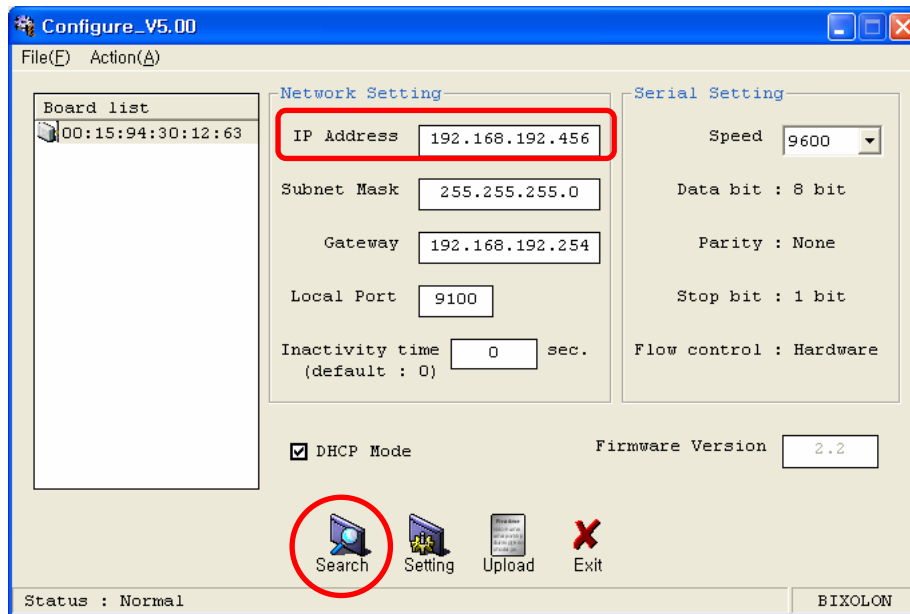 Configure_V5.00
File(F) Action(A)
Board list
00:15:94:30:12:63
Network Setting
IP Address 192.168.192.456
Subnet Mask 255.255.255.0
Gateway 192.168.192.254
Local Port 9100
Inactivity time 0 sec.
(default : 0)
Serial Setting
Speed 9600
Data bit : 8 bit
Parity : None
Stop bit : 1 bit
Flow control : Hardware
DHCP Mode
Firmware Version 2.2
Search Setting Upload Exit
Status : Normal BIXOLON